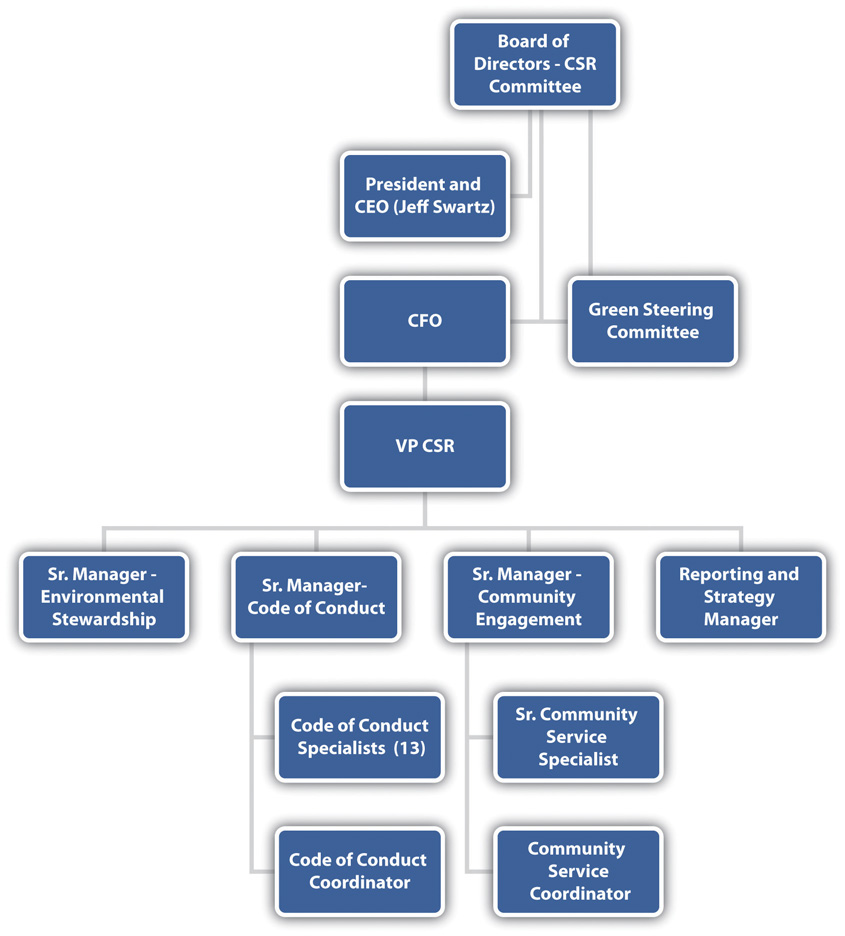 Board of
Directors - CSR
Committee
President and
CEO (Jeff Swartz)
CFO
Green Steering
Committee
VP CSR
Sr. Manager -
Environmental
Stewardship
Sr. Manager-
Code of Conduct
Sr. Manager -
Community
Engagement
Reporting and
Strategy
Manager
Code of Conduct
Specialists (13)
Sr. Community
Service
Specialist
Code of Conduct
Coordinator
Community
Service
Coordinator